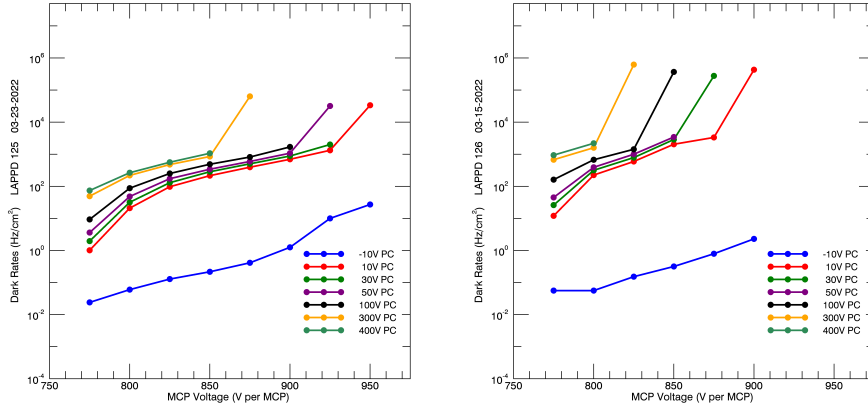 10^6
10^4
10^2
10^0
10^-2
10^-4
Dark Rates (Hz/cm^2) LAPPD 125 03-23-2022
-10V PC
10V PC
30V PC
50V PC
100V PC
300V PC
400V PC
750 800 850 900 950
MCP Voltage (V per MCP)
10^6
10^4
10^2
10^0
10^-2
10^-4
Dark Rates (Hz/cm^2) LAPPD 126 03-15-2022
-10V PC
10V PC
30V PC
50V PC
100V PC
300V PC
400V PC
750 800 850 900 950
MCP Voltage (V per MCP)